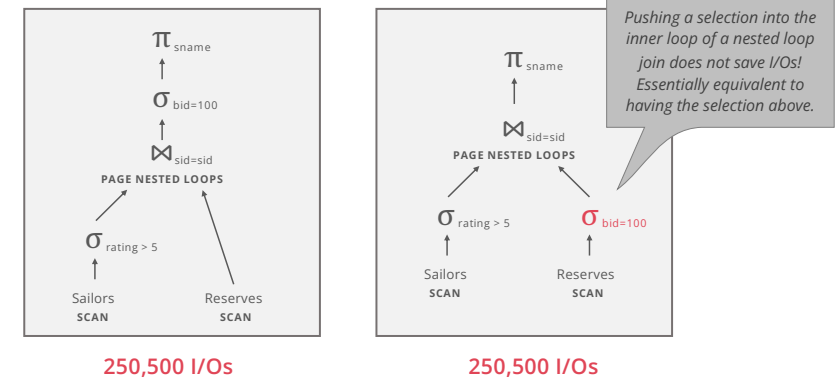 π sname
σ bid=100
⋈ sid=sid
PAGE NESTED LOOPS
σ rating > 5
Sailors
SCAN
Reserves
SCAN
250,500 I/Os
Pushing a selection into the
inner loop of a nested loop
join does not save I/Os!
Essentially equivalent to
having the selection above.
π sname
⋈ sid=sid
PAGE NESTED LOOPS
σ rating > 5
σ bid=100
Sailors
SCAN
Reserves
SCAN
250,500 I/Os